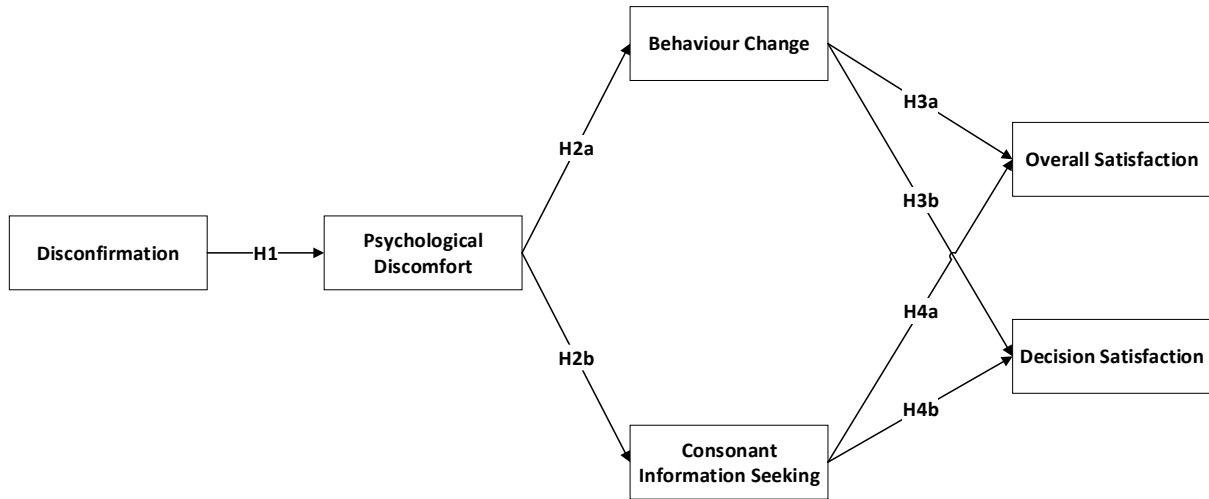 Behaviour Change
H3a
H2a
Overall Satisfaction
H3b
Disconfirmation
H1
Psychological
Discomfort
H4a
H2b
Decision Satisfaction
H4b
Consonant
Information Seeking